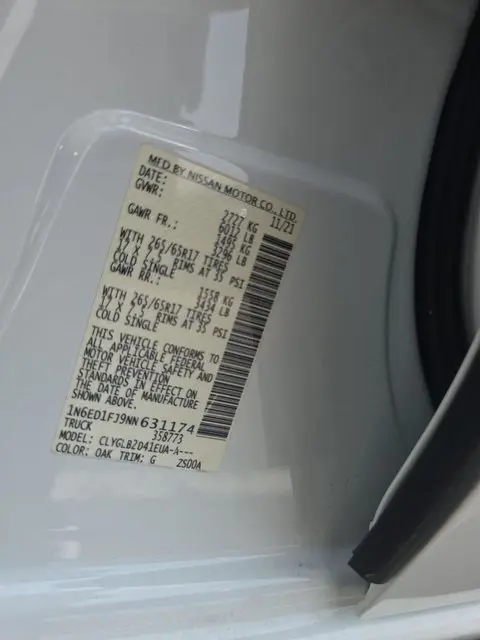 MFD BY NISSAN MOTOR CO., LTD.
DATE: 11/21
GVWR: 2727 KG
6013 LB
GAWR FR.: 1495 KG
3296 LB
WITH 265/65R17 TIRES
17 X 7.5 RIMS AT 35 PSI
COLD SINGLE
GAWR RR.: 1558 KG
3434 LB
WITH 265/65R17 TIRES
17 X 7.5 RIMS AT 35 PSI
COLD SINGLE
THIS VEHICLE CONFORMS TO
ALL APPLICABLE FEDERAL
MOTOR VEHICLE SAFETY AND
THEFT PREVENTION
STANDARDS IN EFFECT ON
THE DATE OF MANUFACTURE
SHOWN ABOVE.
1N6ED1FJ9NN631174
TRUCK 358773
MODEL: CLYGLB2D41EUA-A---
COLOR: OAK TRIM: G ZSOOA